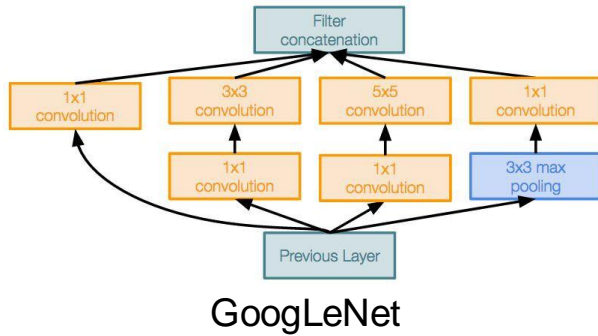 Filter
concatenation
1x1
convolution
3x3
convolution
5x5
convolution
1x1
convolution
1x1
convolution
1x1
convolution
3x3 max
pooling
Previous Layer
GoogLeNet